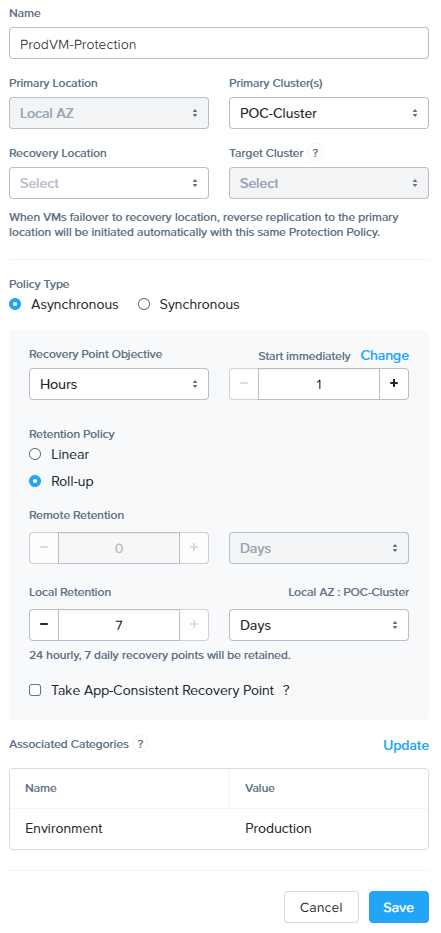 Name
ProdVM-Protection
Primary Location
Primary Cluster(s)
Local AZ
POC-Cluster
Recovery Location
Target Cluster ?
Select
Select
When VMs failover to recovery location, reverse replication to the primary
location will be initiated automatically with this same Protection Policy.
Policy Type
Asynchronous
Synchronous
Recovery Point Objective
Start immediately Change
Hours
− 1 +
Retention Policy
Linear
Roll-up
Remote Retention
− 0 +
Days
Local Retention
Local AZ : POC-Cluster
− 7 +
Days
24 hourly, 7 daily recovery points will be retained.
Take App-Consistent Recovery Point ?
Associated Categories ?
Update
Name
Value
Environment
Production
Cancel
Save